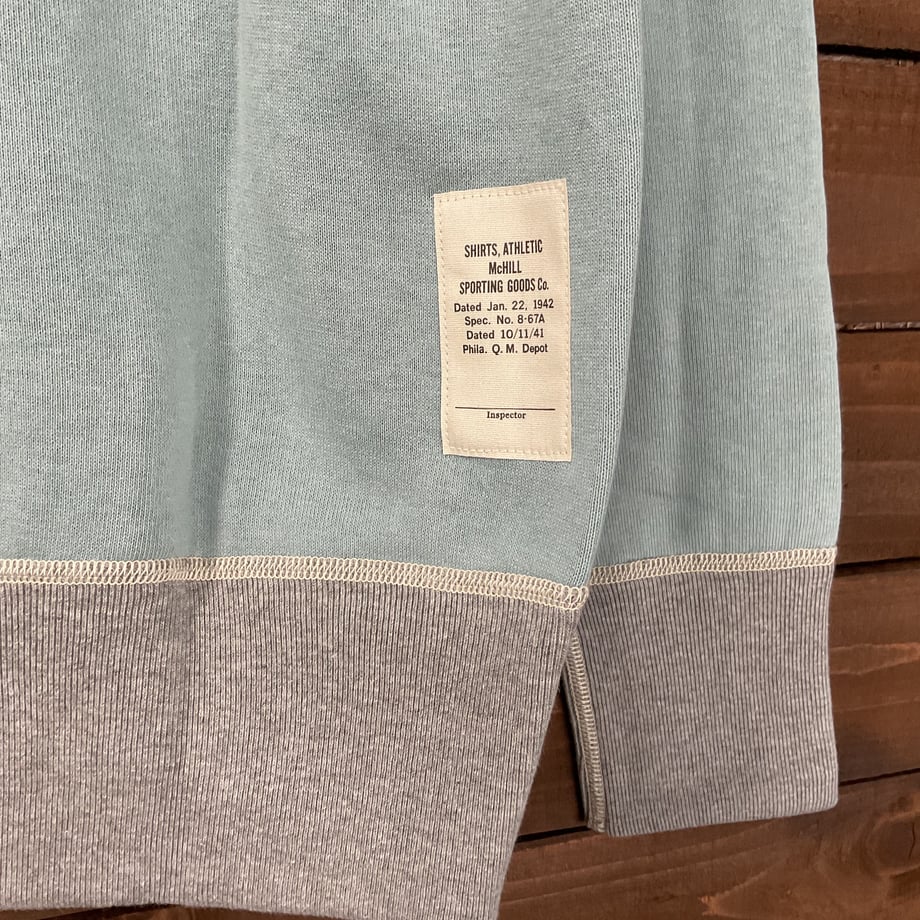 SHIRTS, ATHLETIC
McHILL
SPORTING GOODS Co.
Dated Jan. 22, 1942
Spec. No. 8-67A
Dated 10/11/41
Phila. Q. M. Depot
Inspector